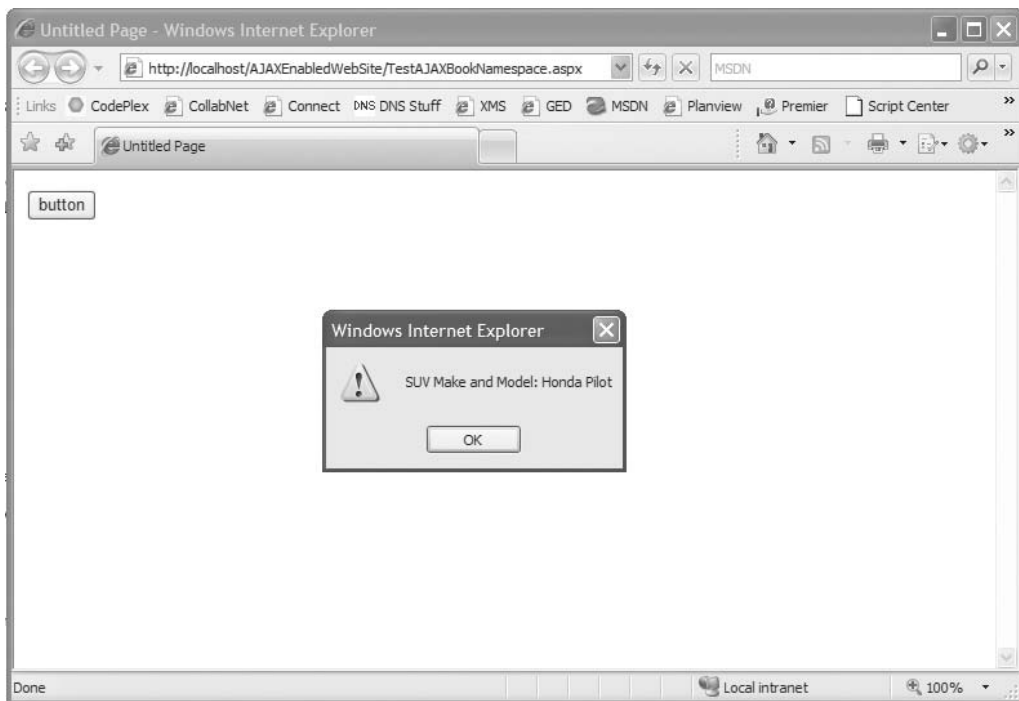 Untitled Page - Windows Internet Explorer
http://localhost/AJAXEnabledWebSite/TestAJAXBookNamespace.aspx MSDN
Links CodePlex CollabNet Connect DNS DNS Stuff XMS GED MSDN Planview Premier Script Center »
Untitled Page »
button
Windows Internet Explorer
SUV Make and Model: Honda Pilot
OK
Done Local intranet 100%